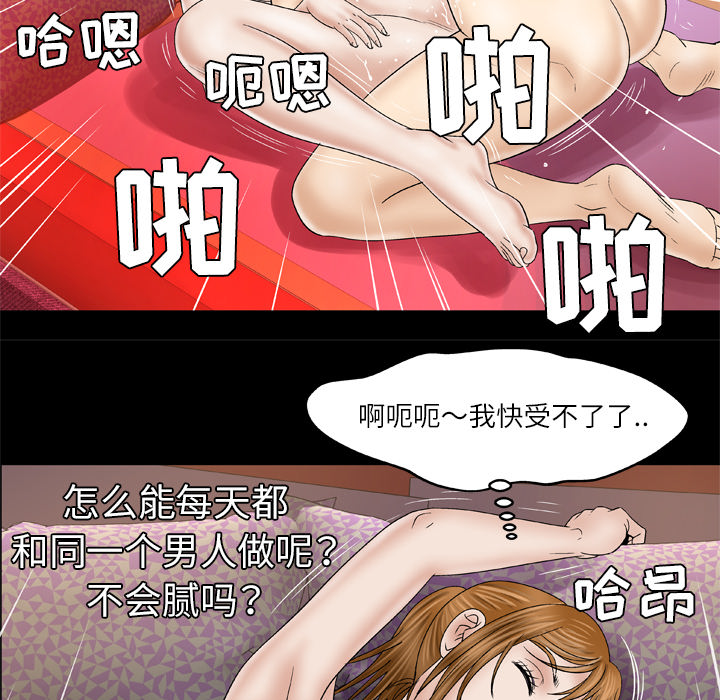 哈嗯
呃嗯
啪
啪
啪
啊呃呃～我快受不了了..
怎么能每天都
和同一个男人做呢？
不会腻吗？
哈昂